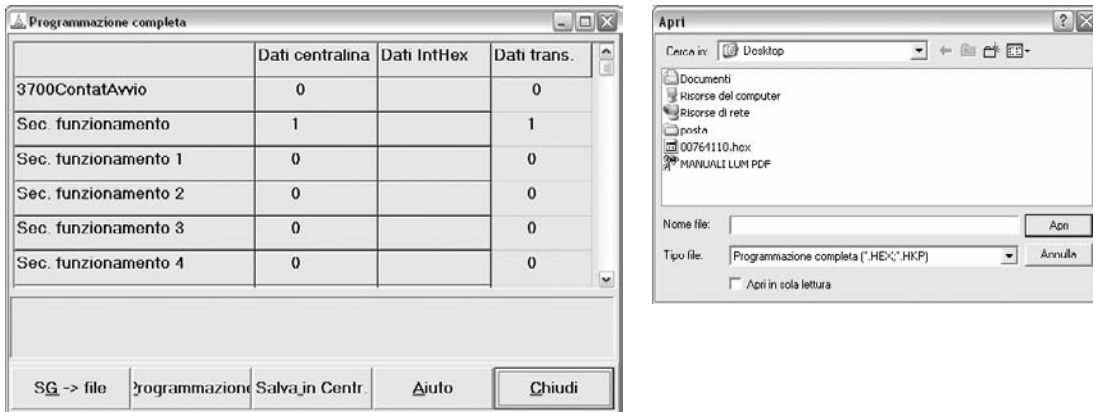 Programmazione completa
Dati centralina Dati IntHex Dati trans.
3700ContatAvvio 0 0
Sec. funzionamento 1 1
Sec. funzionamento 1 0 0
Sec. funzionamento 2 0 0
Sec. funzionamento 3 0 0
Sec. funzionamento 4 0 0
SG -> file
Programmazione
Salva in Centr.
Aiuto
Chiudi
Apri
Cerca in: Desktop
Documenti
Risorse del computer
Risorse di rete
posta
00764110.hex
MANUALI LUM PDF
Nome file:
Apri
Tipo file: Programmazione completa (*.HEX;*.HKP)
Annulla
Apri in sola lettura